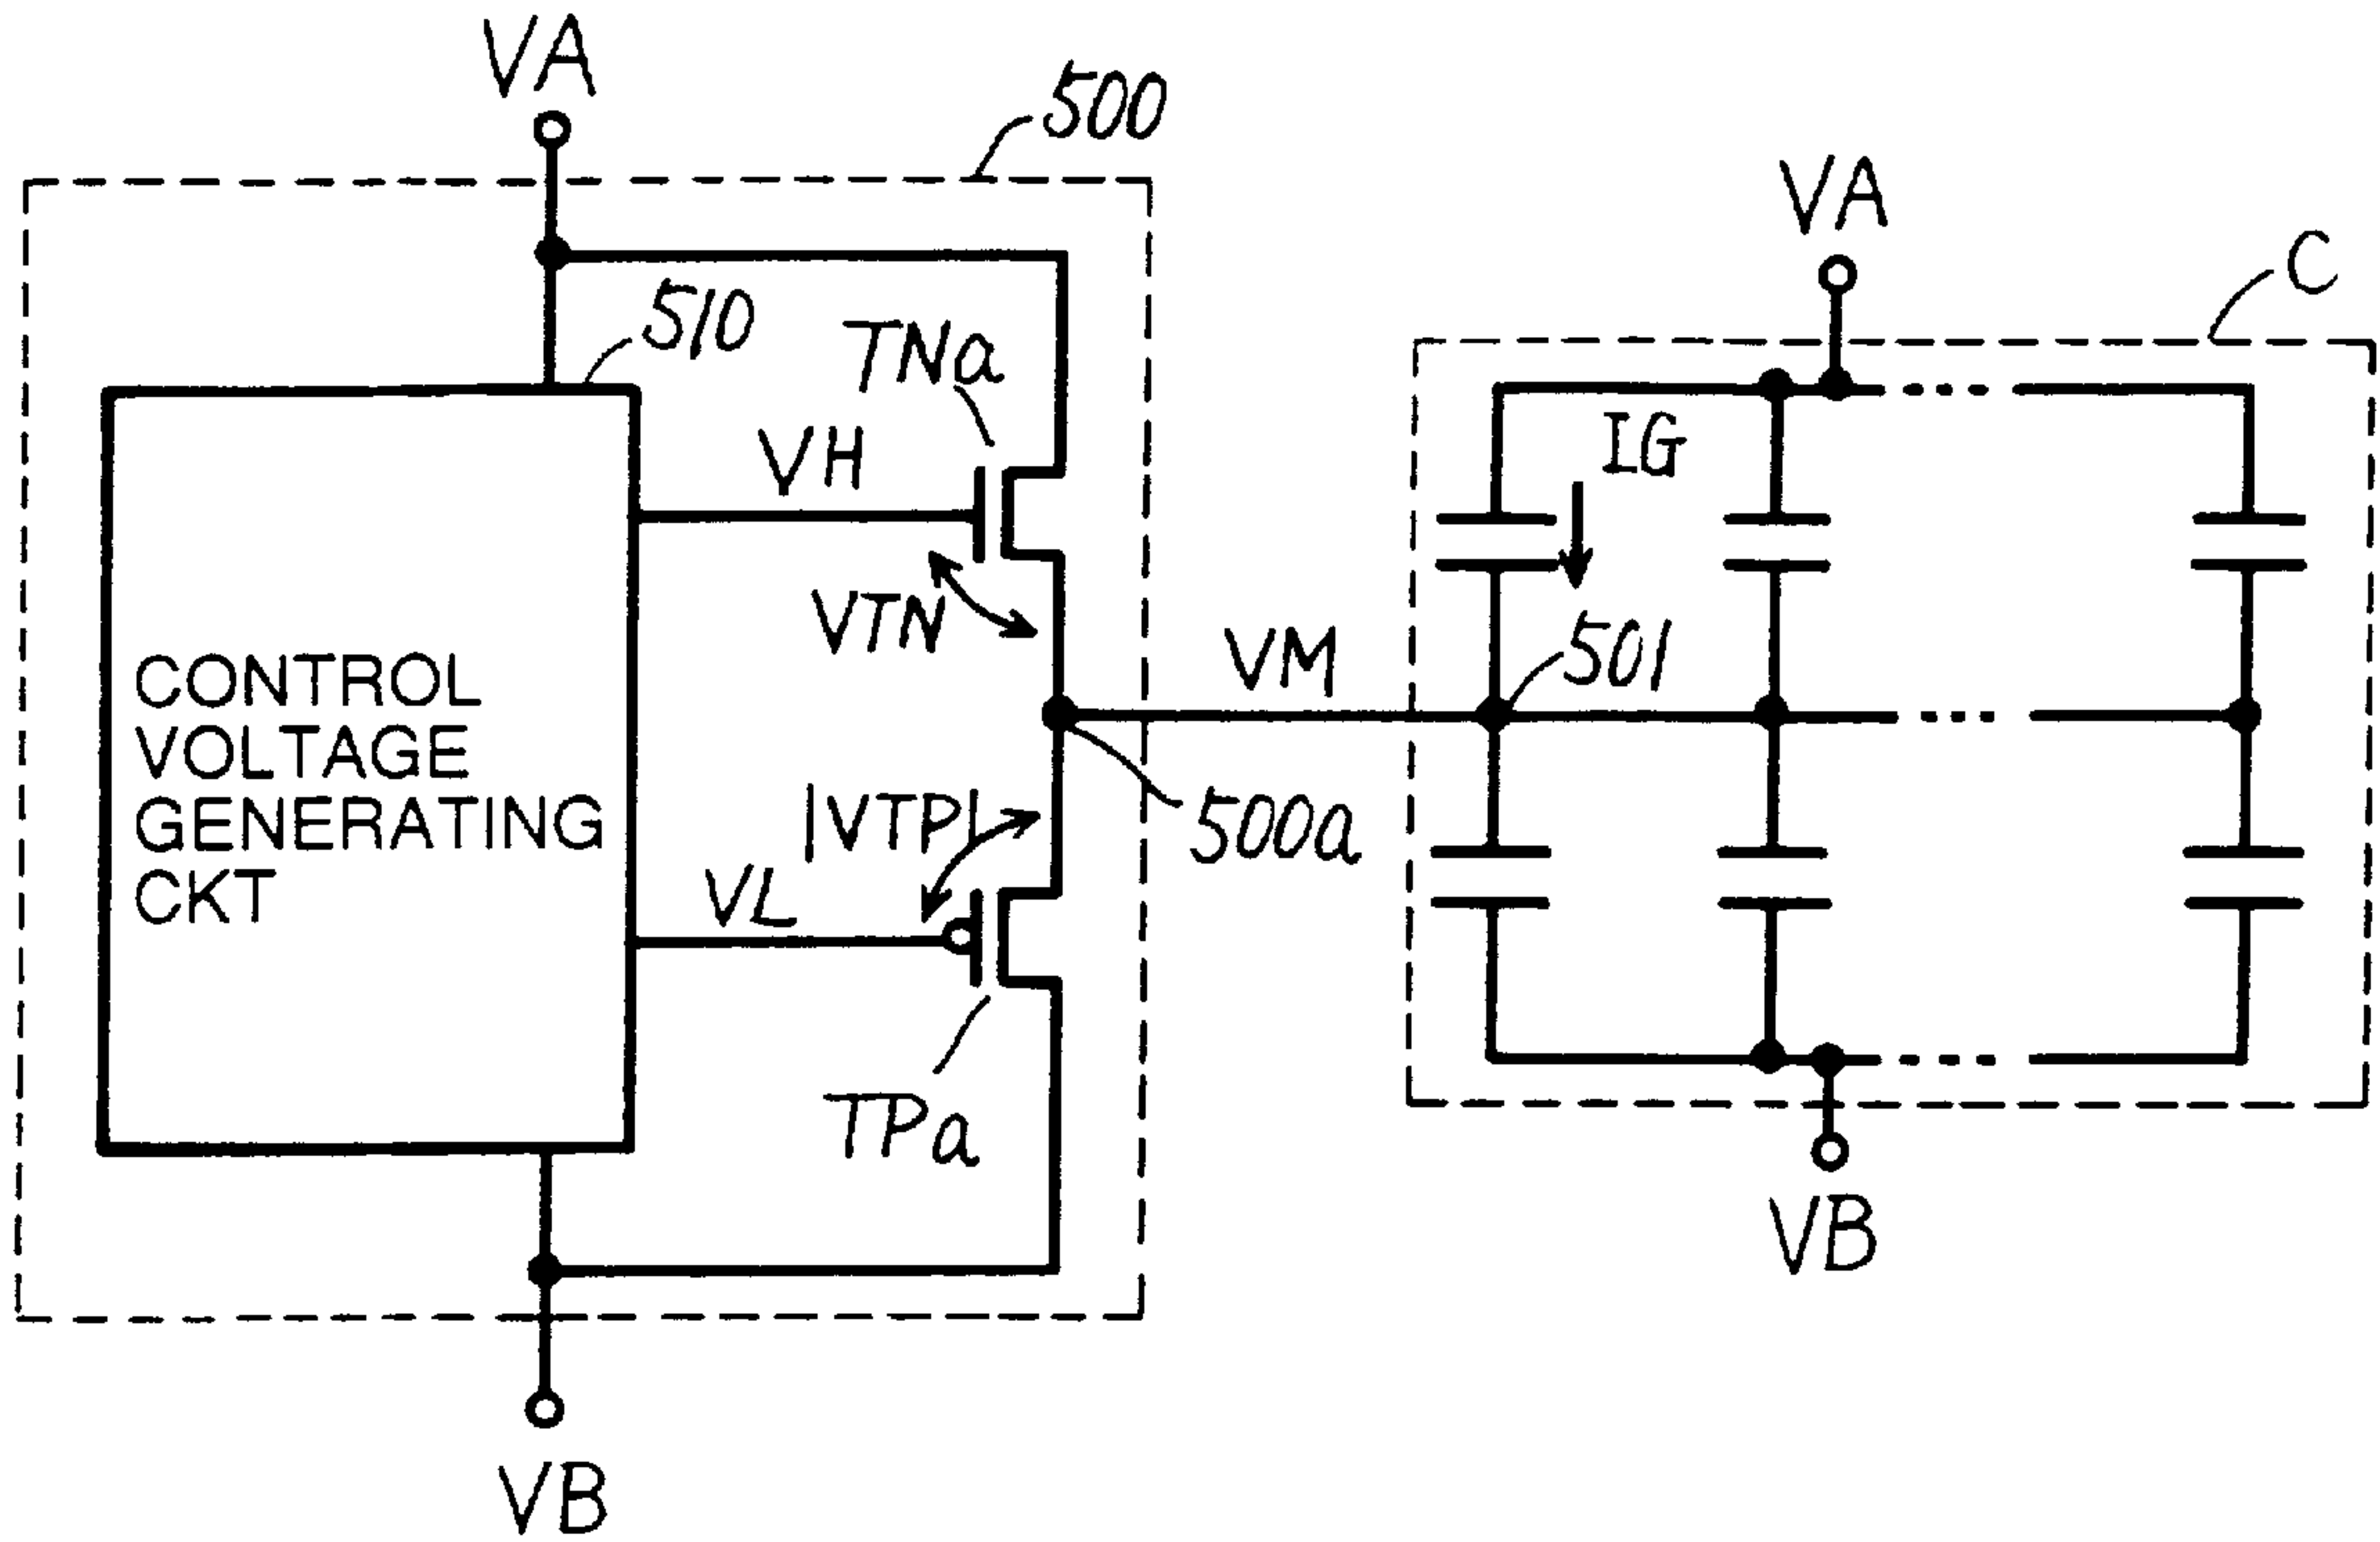 VA
500
VA
C
510
TNa
VH
IG
VTN
501
VM
CONTROL
VOLTAGE
GENERATING
CKT
|VTP|
500a
VL
TPa
VB
VB